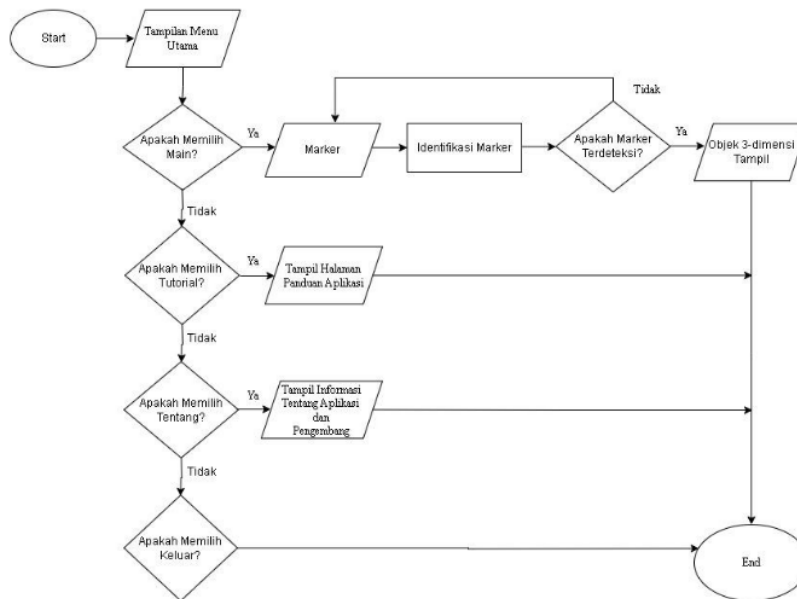 Start
Tampilan Menu
Utama
Tidak
Apakah Memilih
Main?
Ya
Marker
Identifikasi Marker
Apakah Marker
Terdeteksi?
Ya
Objek 3-dimensi
Tampil
Tidak
Apakah Memilih
Tutorial?
Ya
Tampil Halaman
Panduan Aplikasi
Tidak
Apakah Memilih
Tentang?
Ya
Tampil Informasi
Tentang Aplikasi
dan
Pengembang
Tidak
Apakah Memilih
Keluar?
End